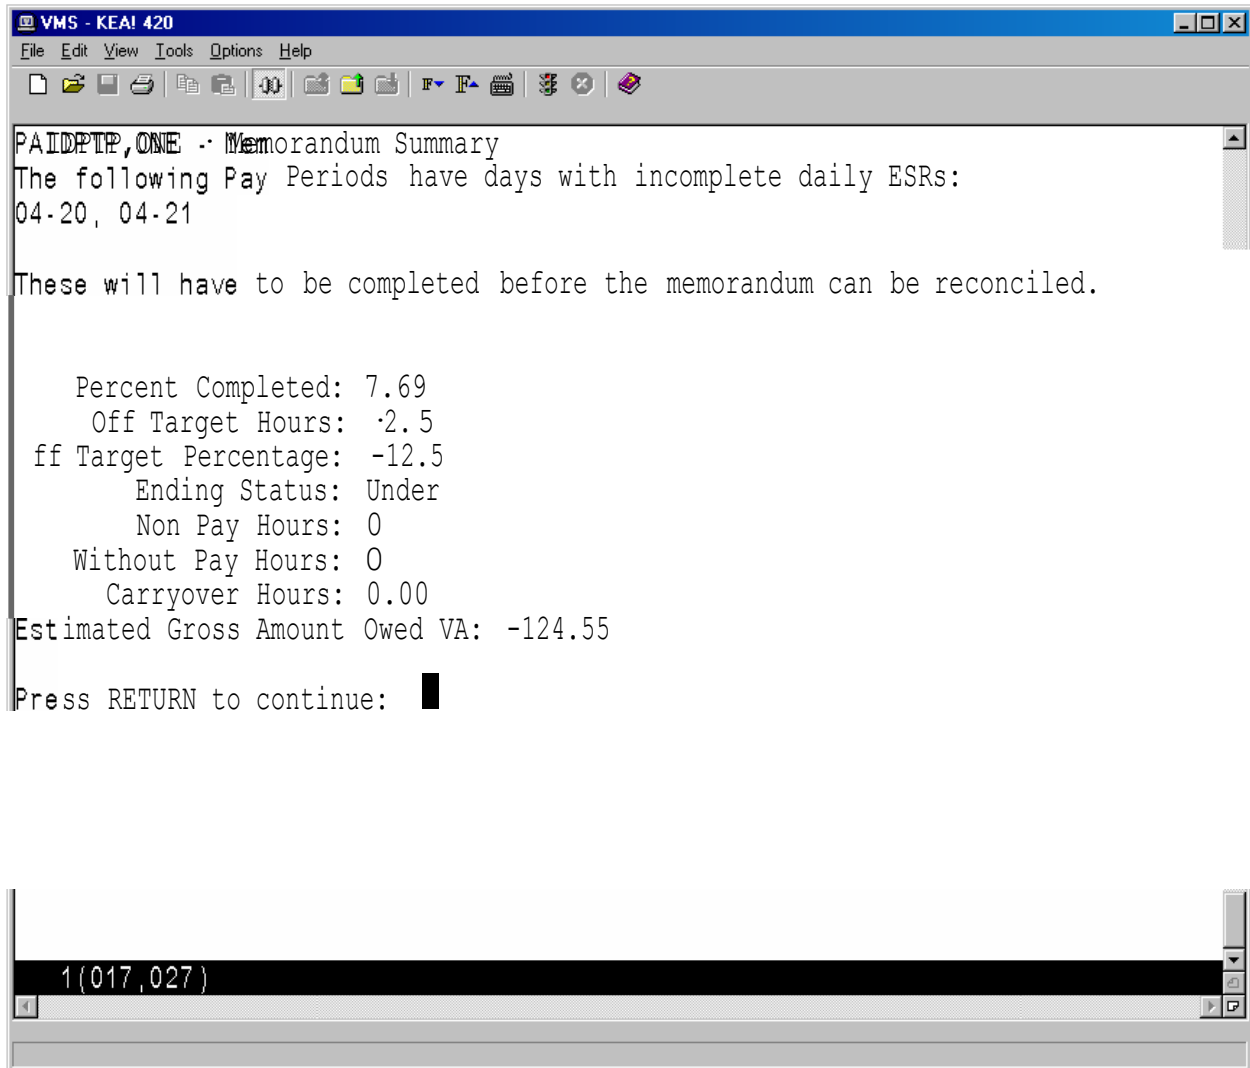 VMS - KEA! 420
File Edit View Tools Options Help
PAIDPTP,ONE - Memorandum Summary
The following Pay Periods have days with incomplete daily ESRs:
04-20, 04-21
These will have to be completed before the memorandum can be reconciled.
Percent Completed: 7.69
Off Target Hours: -2.5
ff Target Percentage: -12.5
Ending Status: Under
Non Pay Hours: 0
Without Pay Hours: 0
Carryover Hours: 0.00
Estimated Gross Amount Owed VA: -124.55
Press RETURN to continue:
1(017,027)